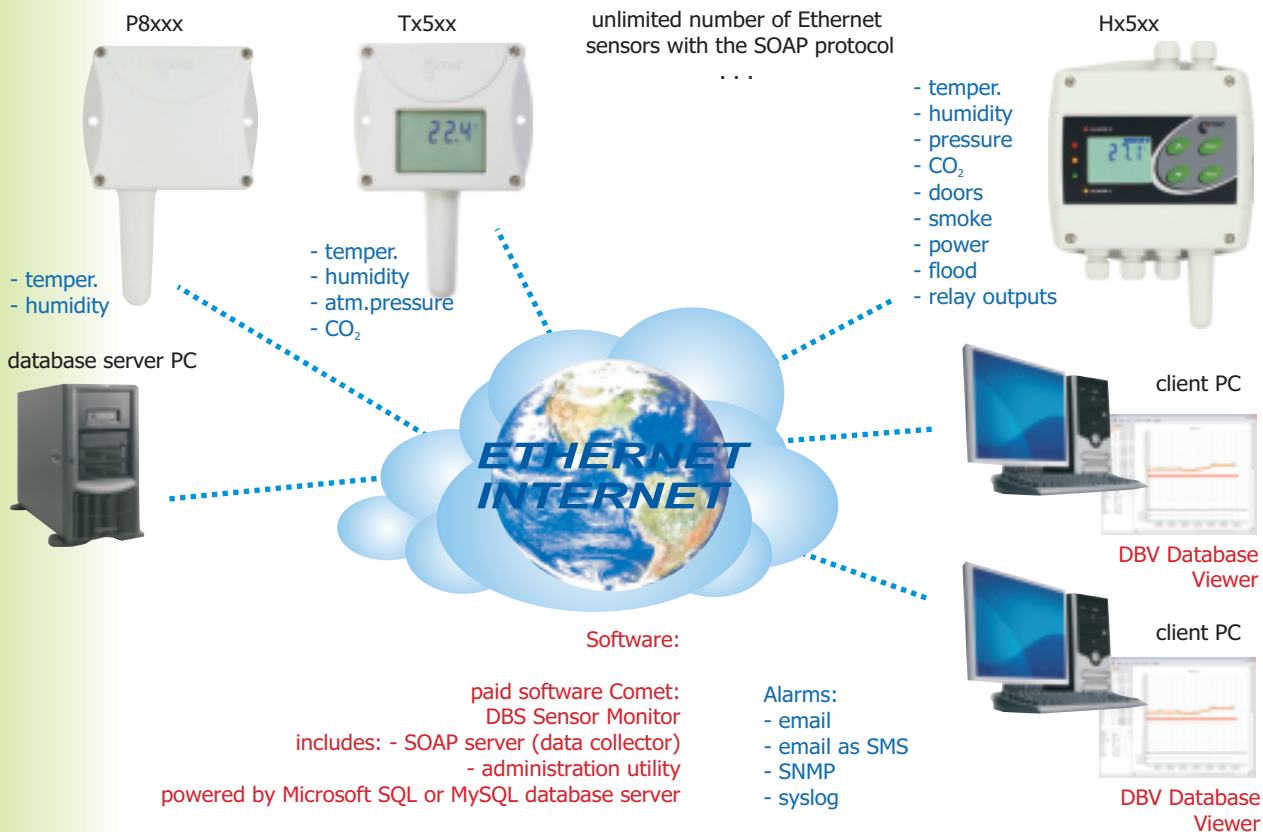 P8xxx
Tx5xx
unlimited number of Ethernet
sensors with the SOAP protocol
. . .
Hx5xx
22.4
27.1
- temper.
- humidity
- temper.
- humidity
- atm.pressure
- CO₂
- temper.
- humidity
- pressure
- CO₂
- doors
- smoke
- power
- flood
- relay outputs
database server PC
ETHERNET
INTERNET
client PC
DBV Database
Viewer
client PC
DBV Database
Viewer
Software:
paid software Comet:
DBS Sensor Monitor
includes: - SOAP server (data collector)
- administration utility
powered by Microsoft SQL or MySQL database server
Alarms:
- email
- email as SMS
- SNMP
- syslog